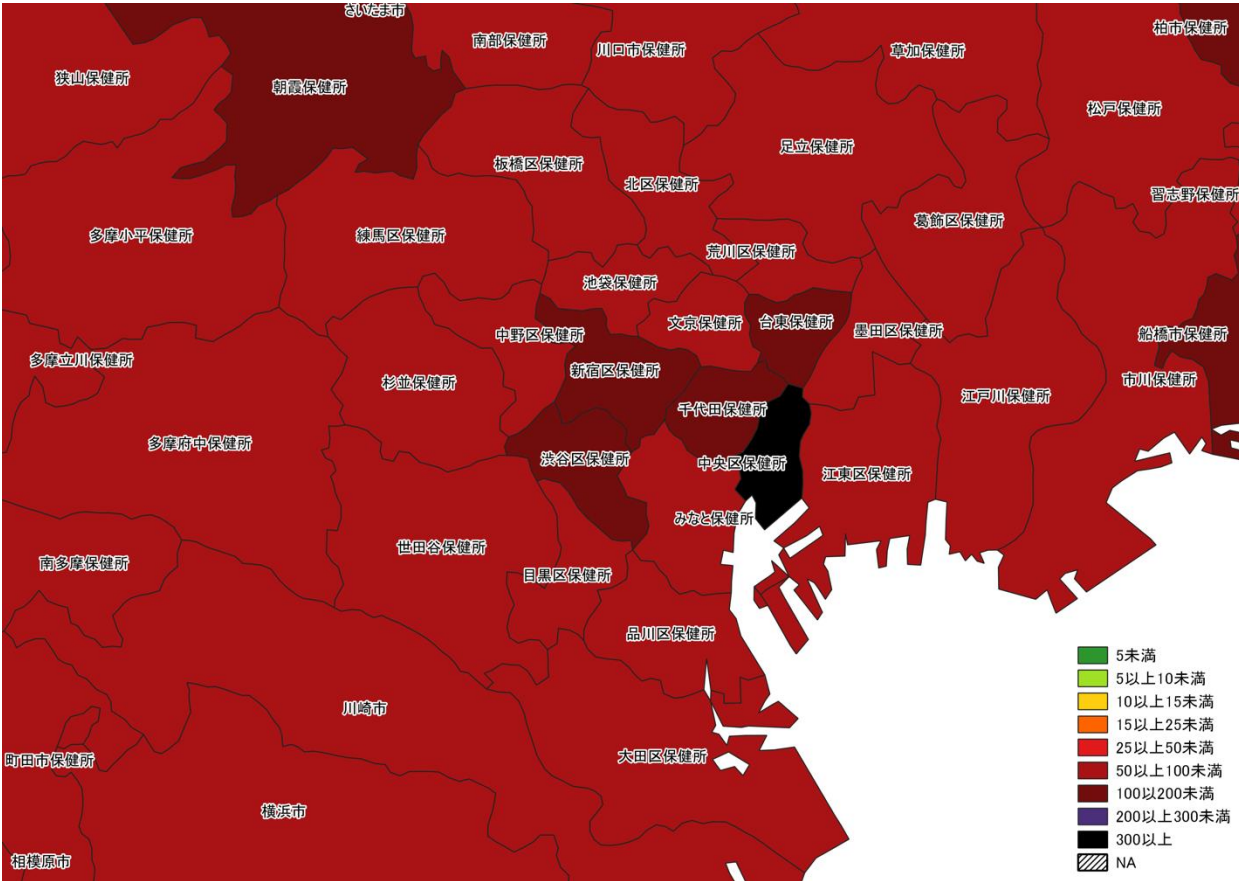 さいたま市
南部保健所
川口市保健所
草加保健所
柏市保健所
狭山保健所
朝霞保健所
松戸保健所
板橋区保健所
足立保健所
北区保健所
習志野保健所
葛飾区保健所
多摩小平保健所
練馬区保健所
荒川区保健所
池袋保健所
文京保健所
台東保健所
墨田区保健所
中野区保健所
船橋市保健所
多摩立川保健所
新宿区保健所
杉並保健所
市川保健所
江戸川保健所
千代田保健所
多摩府中保健所
渋谷区保健所
中央区保健所
江東区保健所
みなと保健所
世田谷保健所
南多摩保健所
目黒区保健所
品川区保健所
川崎市
大田区保健所
町田市保健所
横浜市
相模原市
5未満
5以上10未満
10以上15未満
15以上25未満
25以上50未満
50以上100未満
100以200未満
200以上300未満
300以上
NA